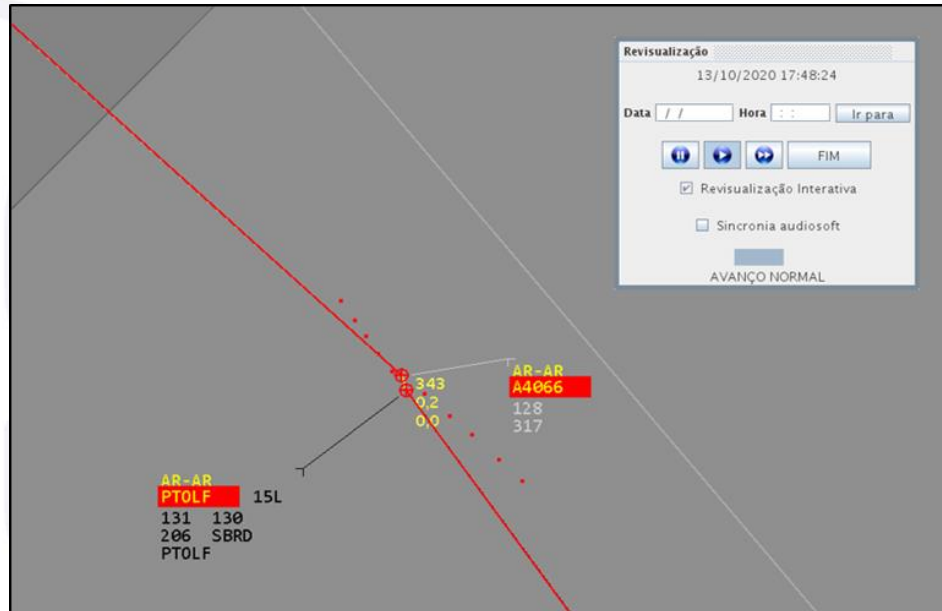 Revisualização
13/10/2020 17:48:24
Data / / Hora : : Ir para
FIM
Revisualização Interativa
Sincronia audiosoft
AVANÇO NORMAL
343
0,2
0,0
AR-AR
A4066
128
317
AR-AR
PTOLF 15L
131 130
206 SBRD
PTOLF